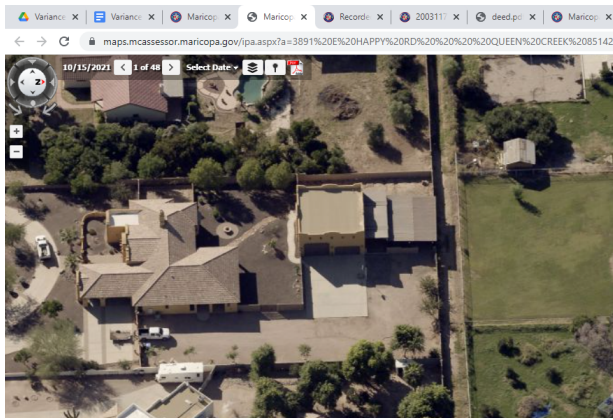 Variance
Variance
Maricop
Maricop
Recorde
2003117
deed.pd
Maricop
maps.mcassessor.maricopa.gov/ipa.aspx?a=3891%20E%20HAPPY%20RD%20%20%20%20QUEEN%20CREEK%2085142
10/15/2021 1 of 48 Select Date